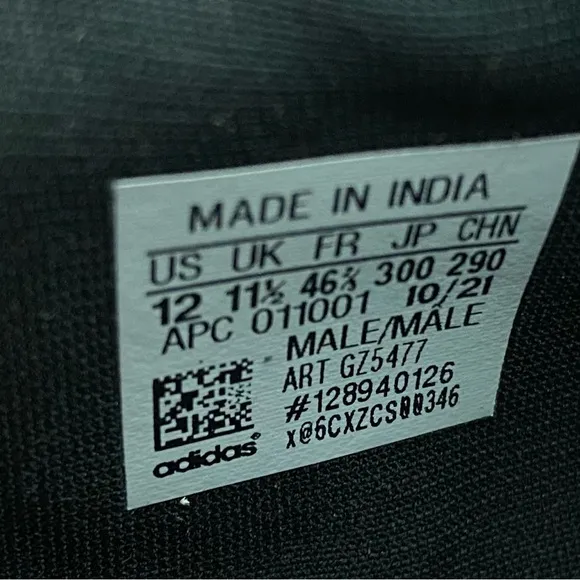 MADE IN INDIA
US UK FR JP CHN
12 11½ 46⅔ 300 290
APC 011001 10/21
MALE/MÂLE
ART GZ5477
#128940126
x@6CXZCS00346
adidas®